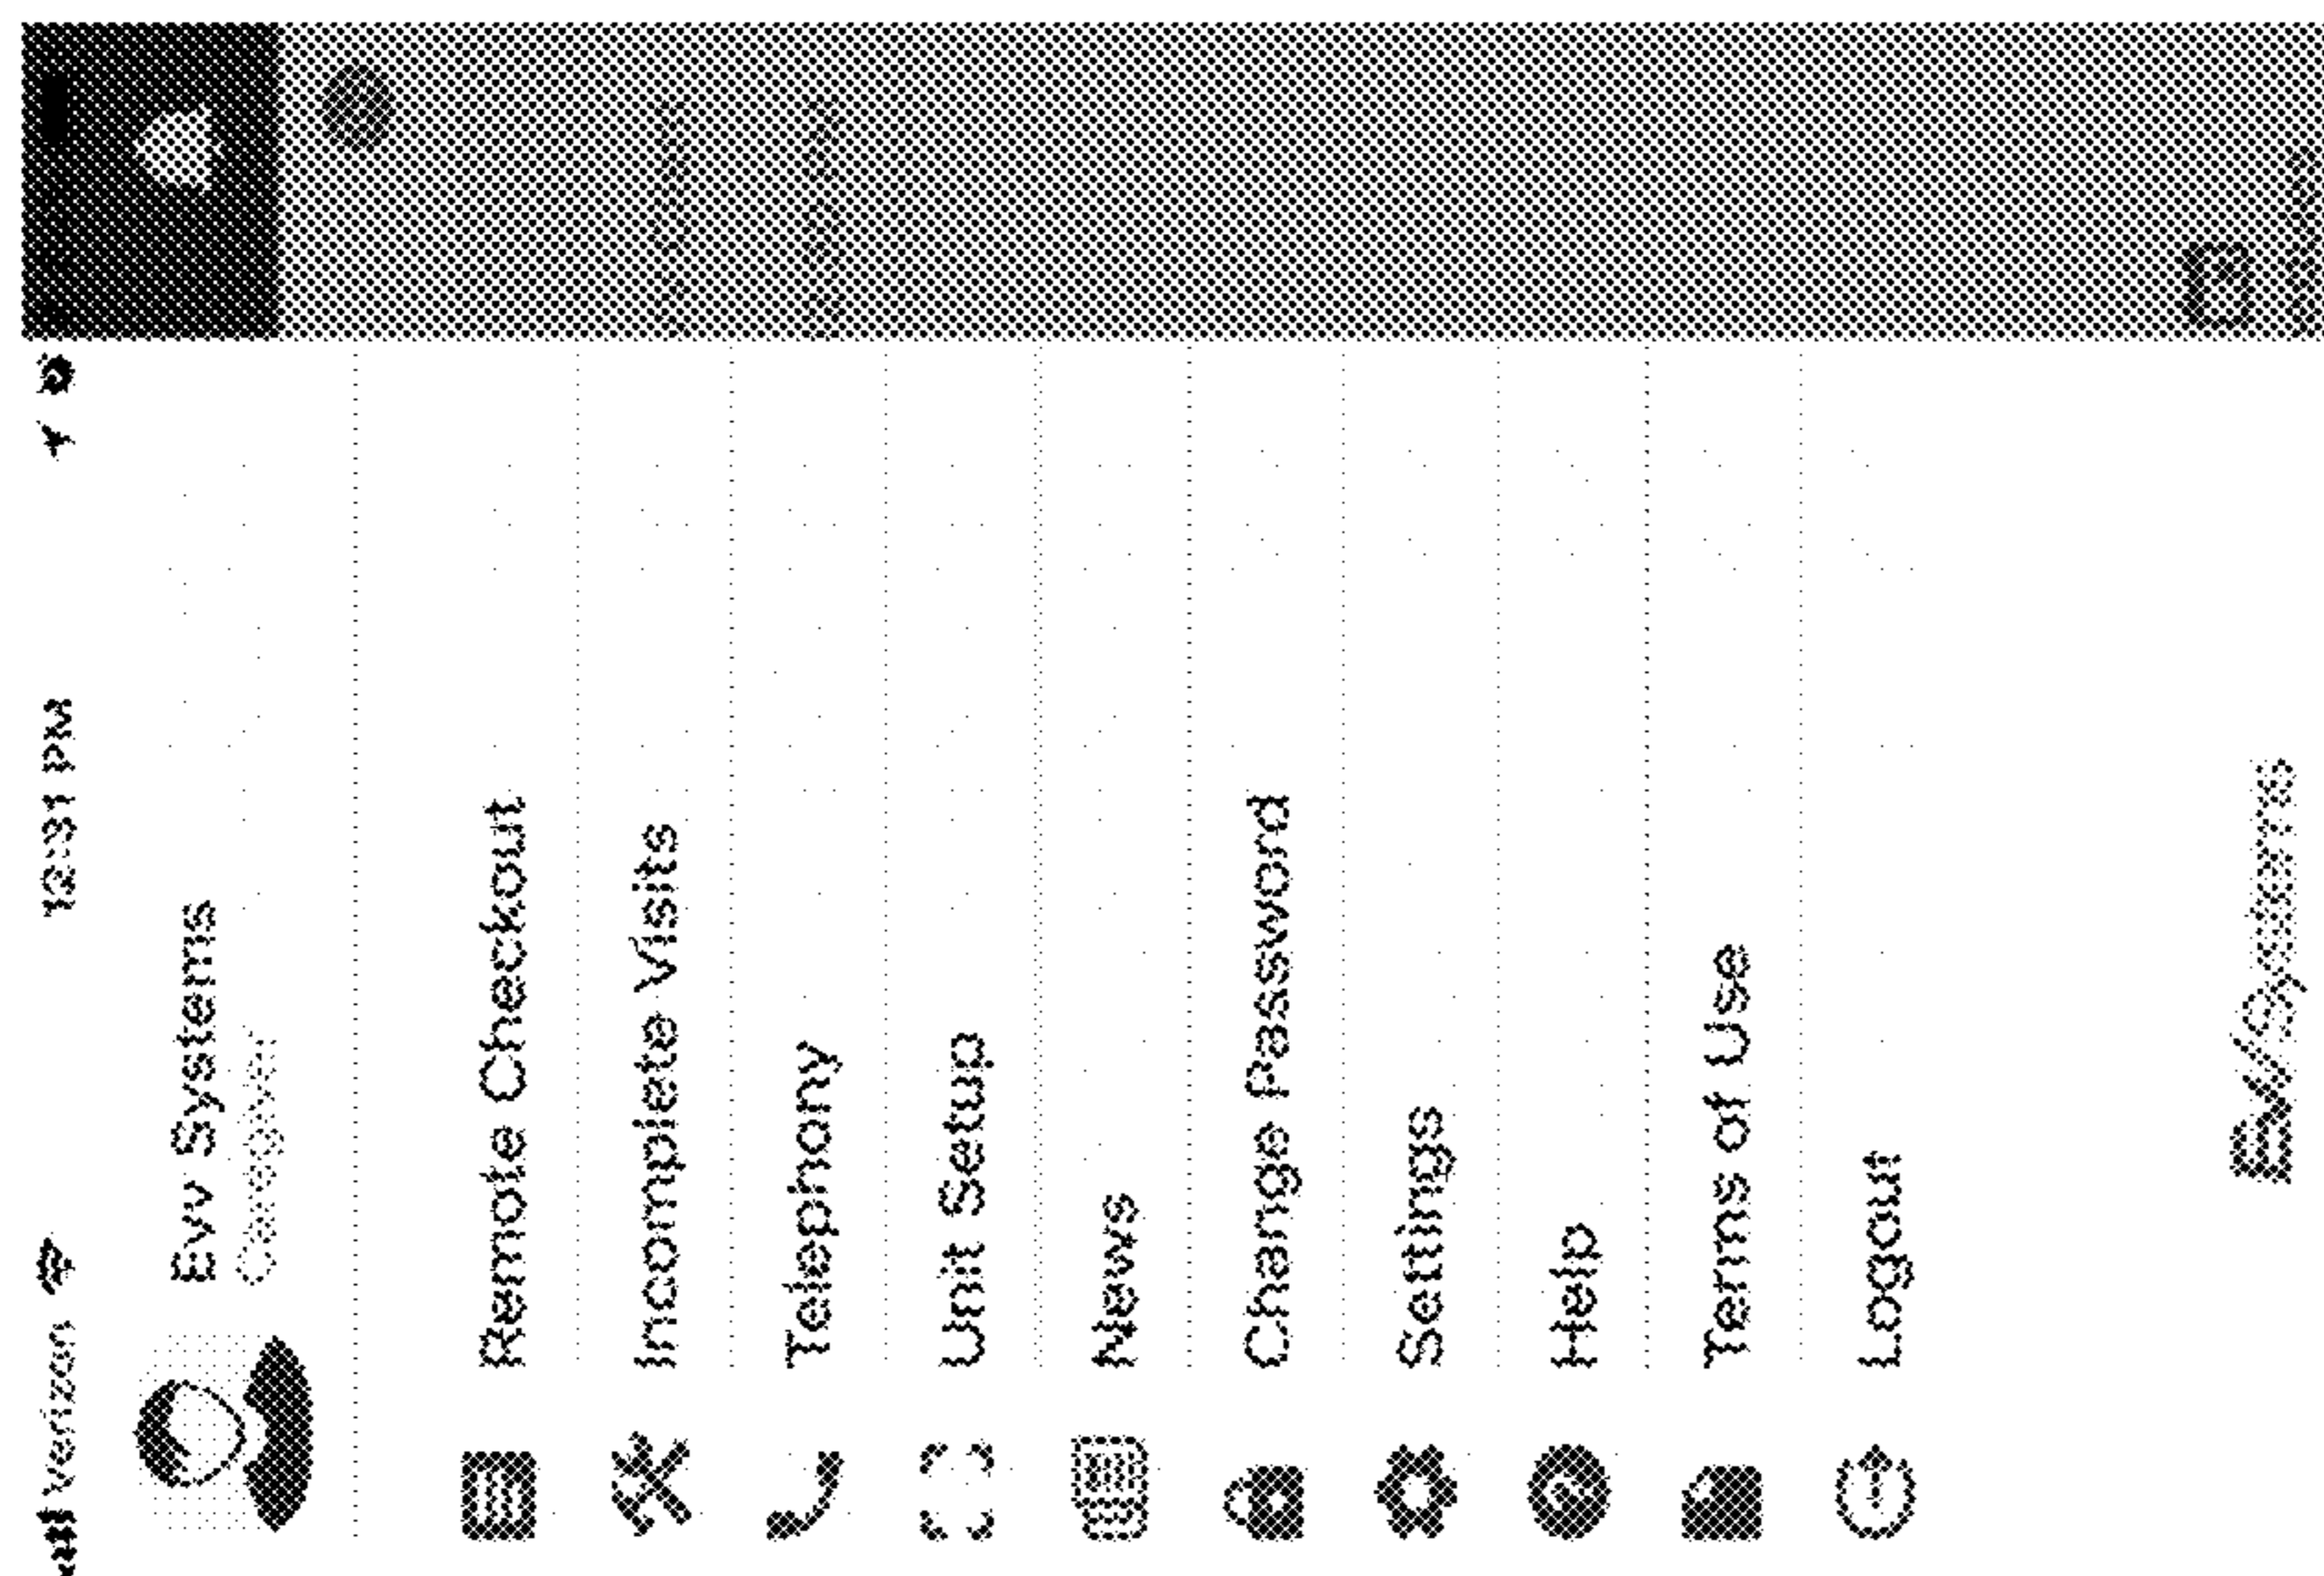 Verizon 12:31 PM
Evv Systems
Caregiver
Remote Checkout
Incomplete Visits
Telephony
Unit Setup
News
Change Password
Settings
Help
Terms of Use
Logout
EvvSystems